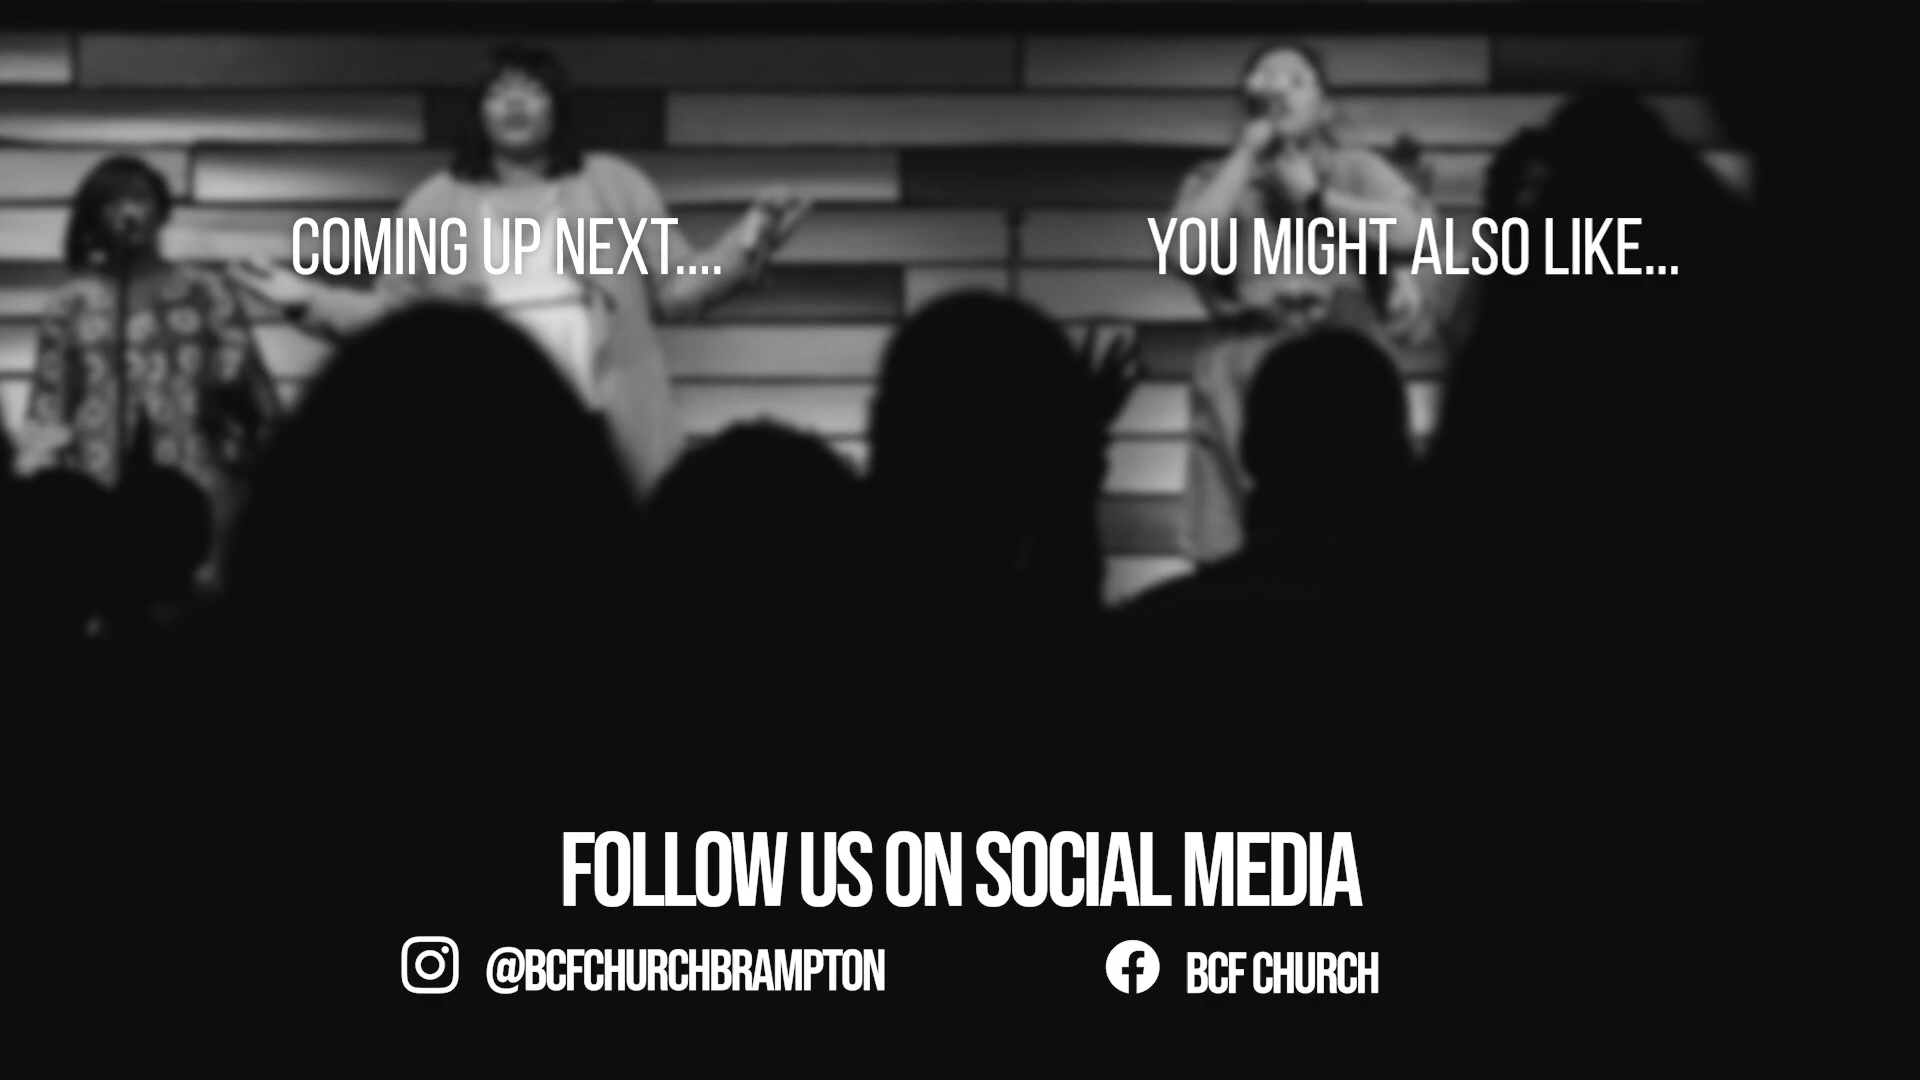 COMING UP NEXT....
YOU MIGHT ALSO LIKE...
FOLLOW US ON SOCIAL MEDIA
@BCFCHURCHBRAMPTON
BCF CHURCH